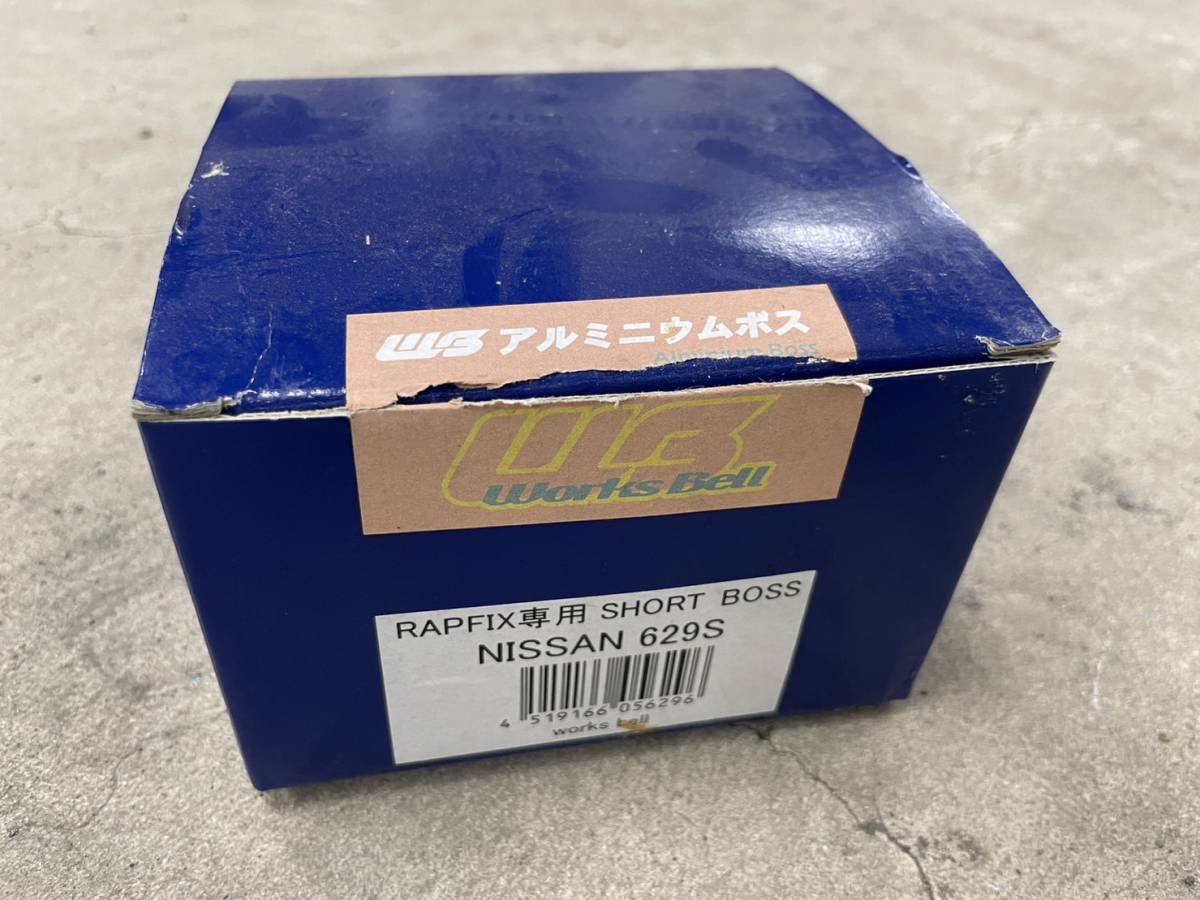 WB アルミニウムボス
Aluminium Boss
WB
Works Bell
RAPFIX専用 SHORT BOSS
NISSAN 629S
4 519166 056296
works bell